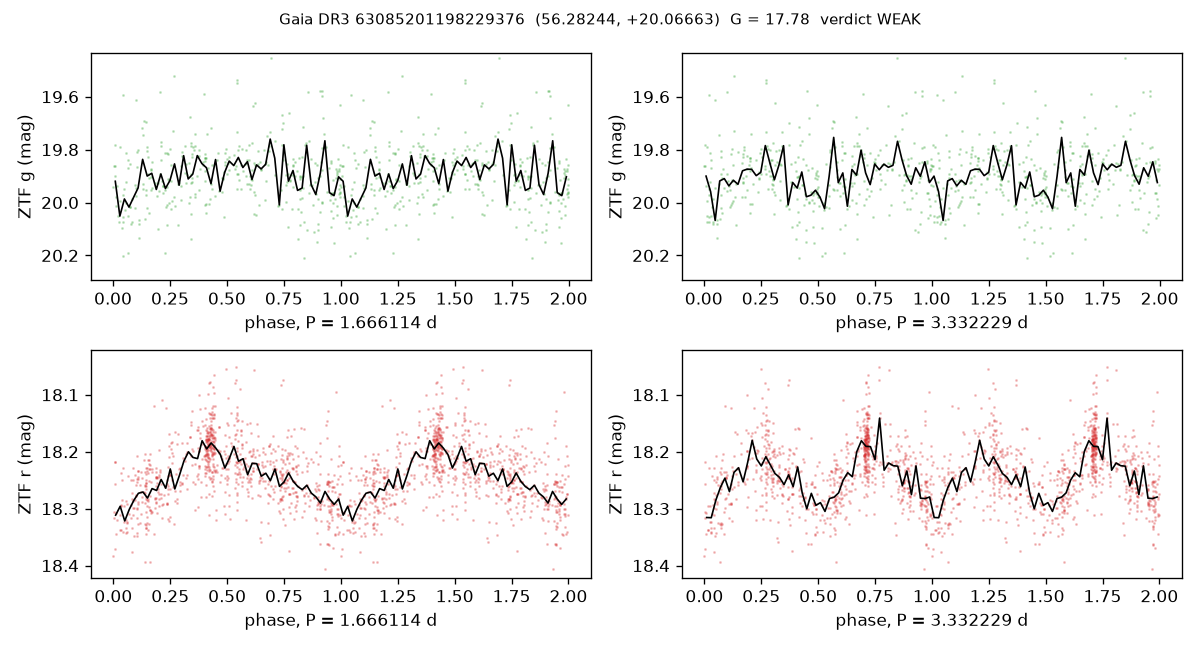 Gaia DR3 63085201198229376 (56.28244, +20.06663) G = 17.78 verdict WEAK
ZTF g (mag)
19.6
19.8
20.0
20.2
0.00 0.25 0.50 0.75 1.00 1.25 1.50 1.75 2.00
phase, P = 1.666114 d
ZTF g (mag)
19.6
19.8
20.0
20.2
0.00 0.25 0.50 0.75 1.00 1.25 1.50 1.75 2.00
phase, P = 3.332229 d
ZTF r (mag)
18.1
18.2
18.3
18.4
0.00 0.25 0.50 0.75 1.00 1.25 1.50 1.75 2.00
phase, P = 1.666114 d
ZTF r (mag)
18.1
18.2
18.3
18.4
0.00 0.25 0.50 0.75 1.00 1.25 1.50 1.75 2.00
phase, P = 3.332229 d